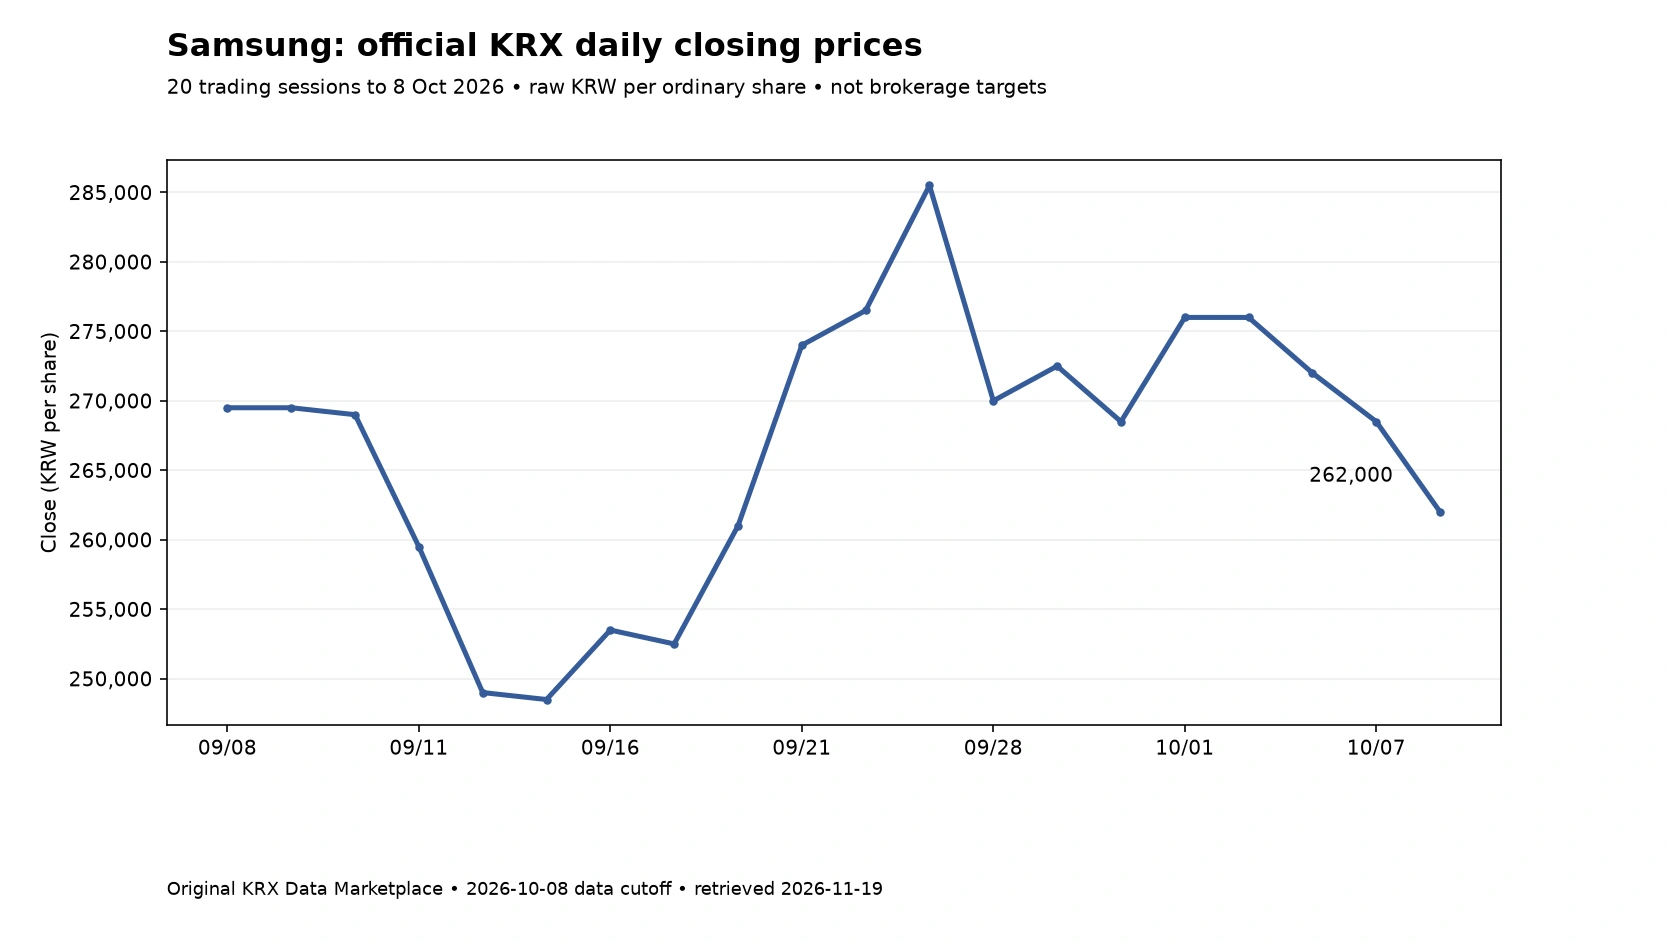 Samsung: official KRX daily closing prices
20 trading sessions to 8 Oct 2026 • raw KRW per ordinary share • not brokerage targets
Close (KRW per share)
285,000
280,000
275,000
270,000
265,000
260,000
255,000
250,000
262,000
09/08 09/11 09/16 09/21 09/28 10/01 10/07
Original KRX Data Marketplace • 2026-10-08 data cutoff • retrieved 2026-11-19